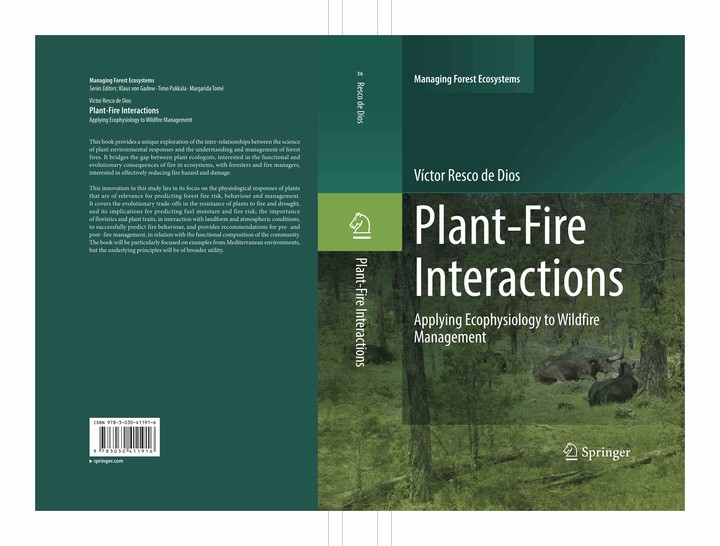 Managing Forest Ecosystems
Series Editors: Klaus von Gadow · Timo Pukkala · Margarida Tomé
Víctor Resco de Dios
Plant-Fire Interactions
Applying Ecophysiology to Wildfire Management
This book provides a unique exploration of the inter-relationships between the science
of plant environmental responses and the understanding and management of forest
fires. It bridges the gap between plant ecologists, interested in the functional and
evolutionary consequences of fire in ecosystems, with foresters and fire managers,
interested in effectively reducing fire hazard and damage.
This innovation in this study lies in its focus on the physiological responses of plants
that are of relevance for predicting forest fire risk, behaviour and management.
It covers the evolutionary trade-offs in the resistance of plants to fire and drought,
and its implications for predicting fuel moisture and fire risk, the importance
of floristics and plant traits, in interaction with landform and atmospheric conditions,
to successfully predict fire behaviour, and provides recommendations for pre- and
post- fire management, in relation with the functional composition of the community.
The book will be particularly focused on examples from Mediterranean environments,
but the underlying principles will be of broader utility.
ISBN 978-3-030-41191-6
9 783030 411916
▸ springer.com
36
Resco de Dios
Plant-Fire Interactions
Managing Forest Ecosystems
Víctor Resco de Dios
Plant-Fire
Interactions
Applying Ecophysiology to Wildfire
Management
Springer